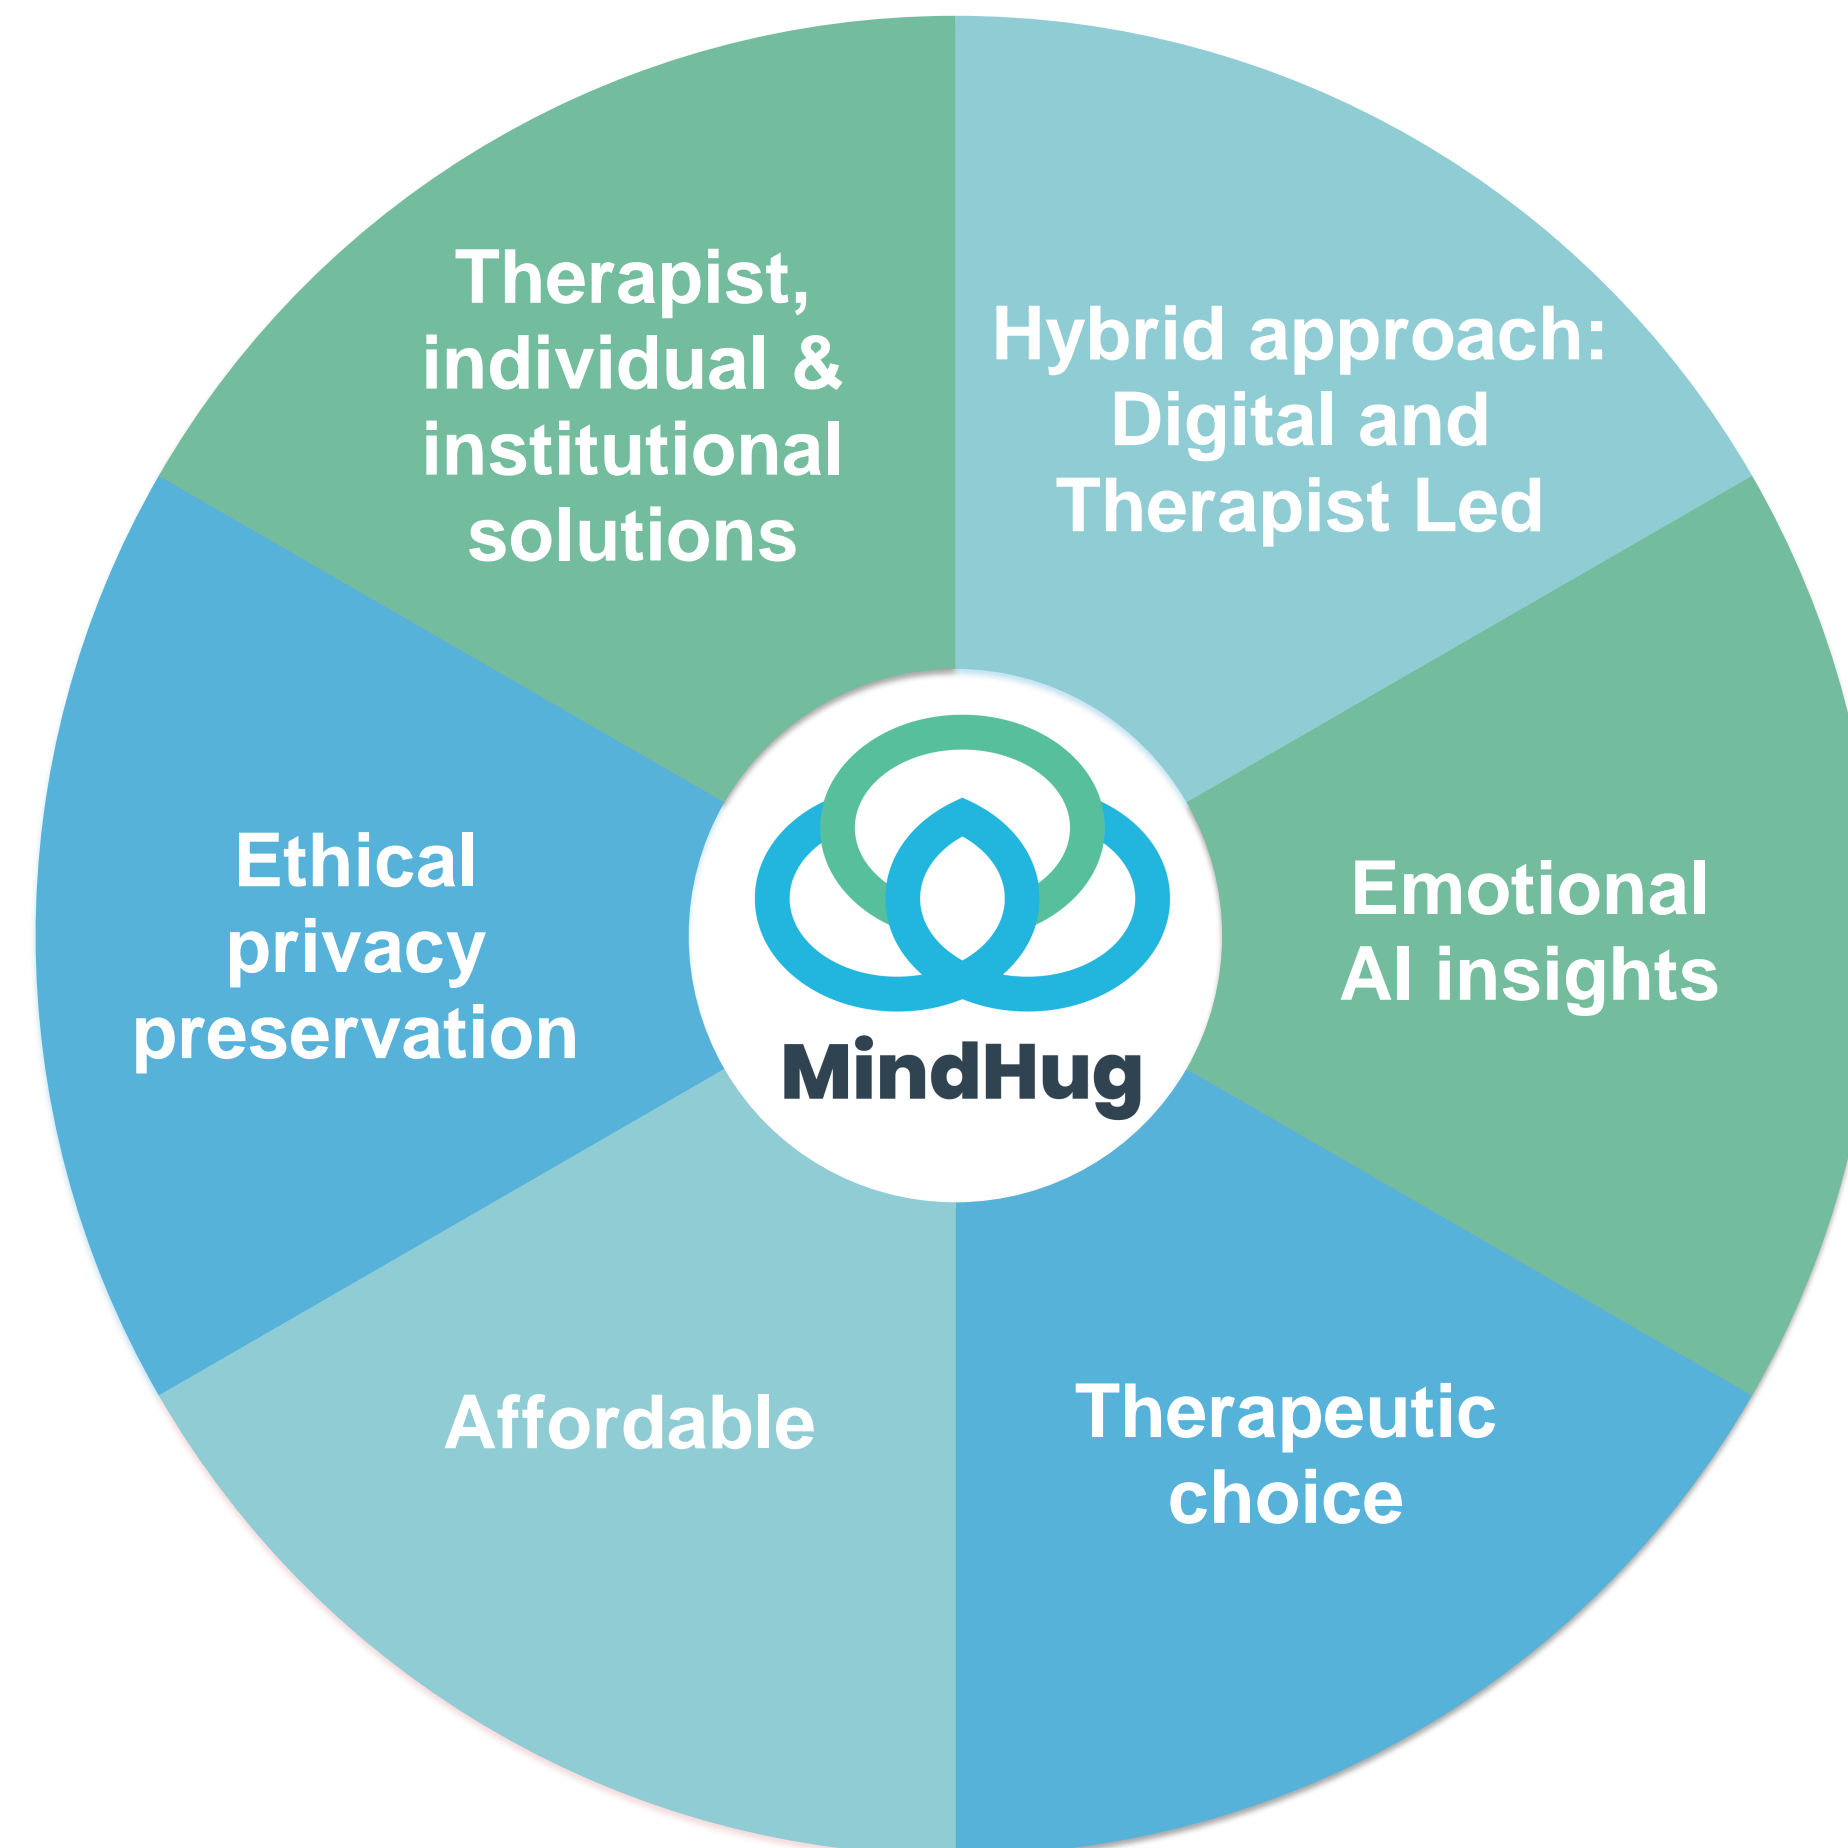 Therapist,
individual &
institutional
solutions
Hybrid approach:
Digital and
Therapist Led
Emotional
AI insights
Therapeutic
choice
Affordable
Ethical
privacy
preservation
MindHug